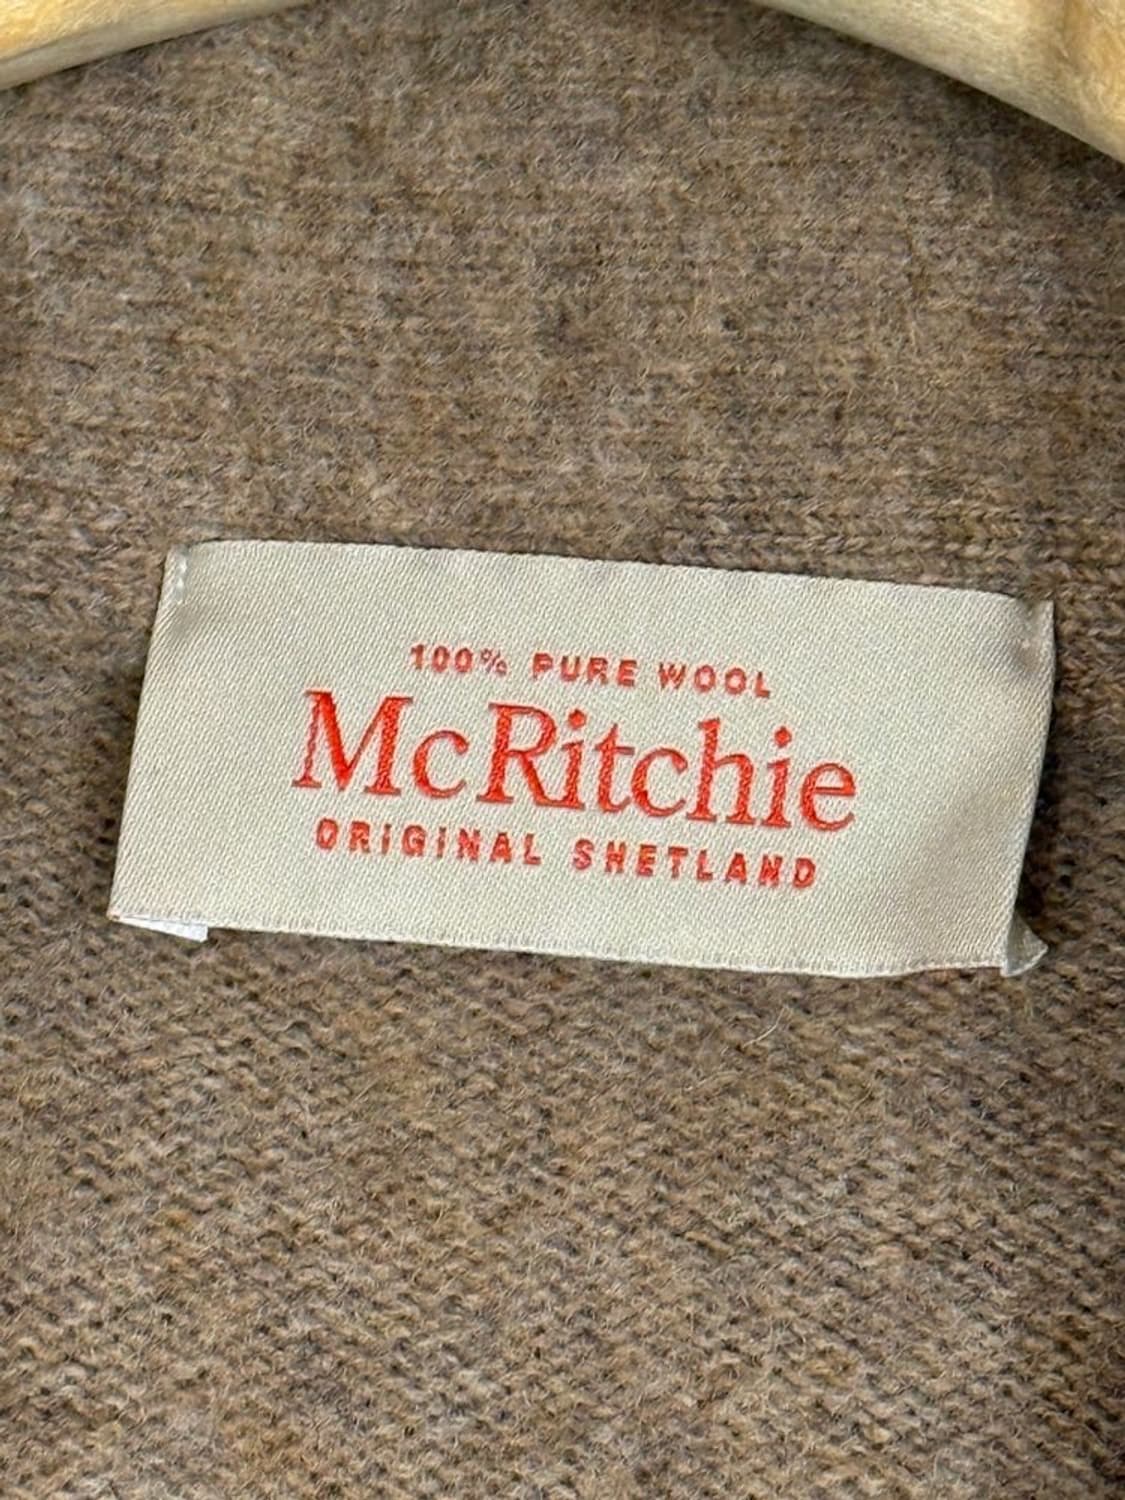 100% PURE WOOL
McRitchie
ORIGINAL SHETLAND